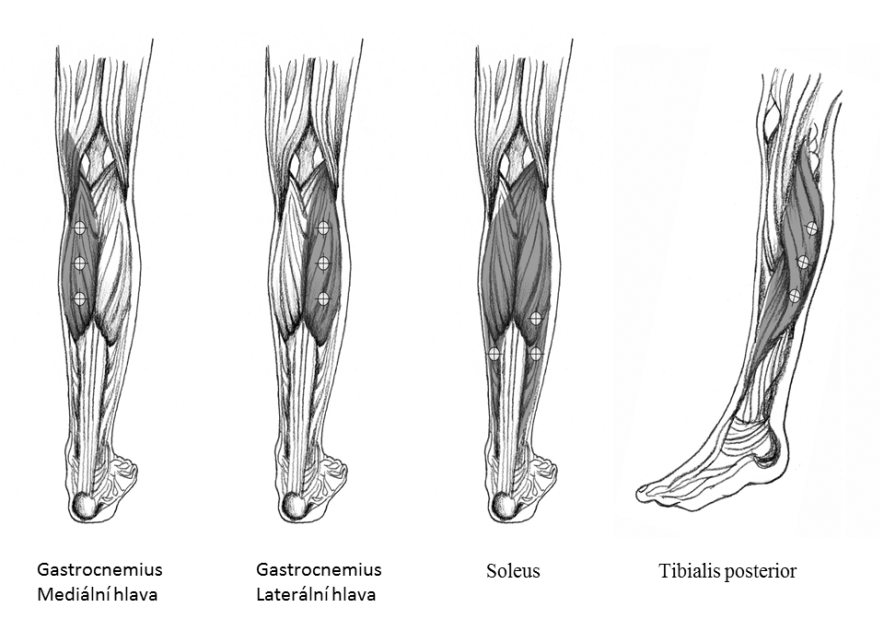 Gastrocnemius
Mediální hlava
Gastrocnemius
Laterální hlava
Soleus
Tibialis posterior